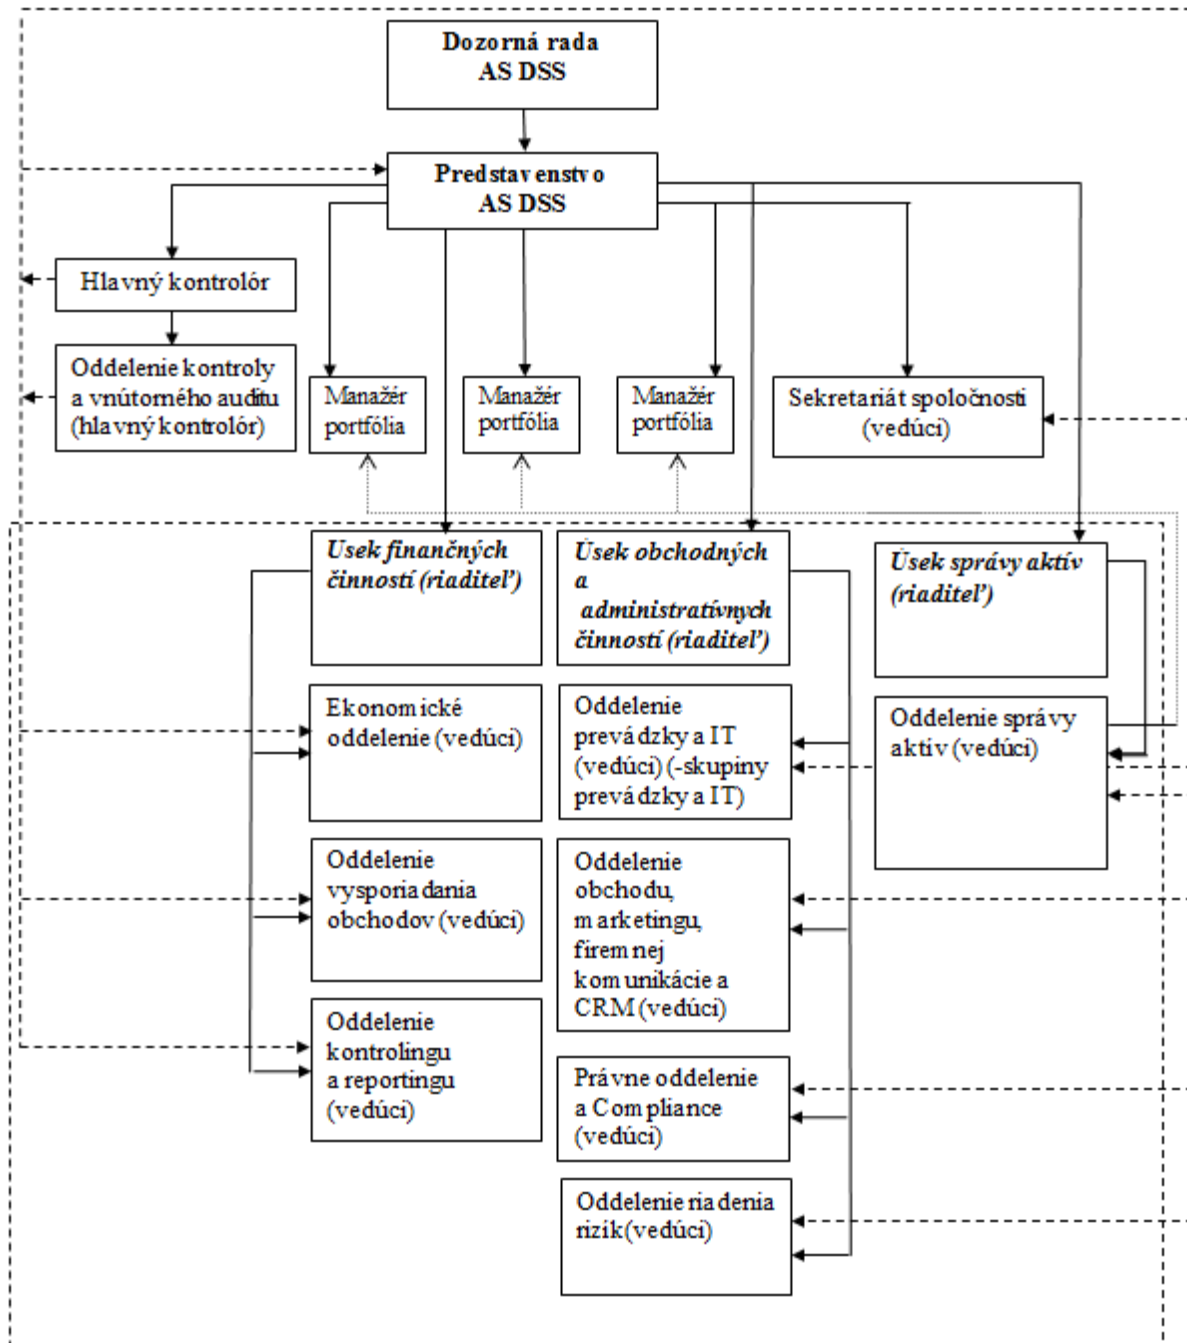 Dozorná rada
AS DSS
Predstavenstvo
AS DSS
Hlavný kontrolór
Oddelenie kontroly
a vnútorného auditu
(hlavný kontrolór)
Manažér
portfólia
Manažér
portfólia
Manažér
portfólia
Sekretariát spoločnosti
(vedúci)
Úsek finančných
činností (riaditeľ)
Úsek obchodných
a
administratívnych
činností (riaditeľ)
Úsek správy aktív
(riaditeľ)
Ekonomické
oddelenie (vedúci)
Oddelenie
prevádzky a IT
(vedúci) (-skupiny
prevádzky a IT)
Oddelenie správy
aktív (vedúci)
Oddelenie
vysporiadania
obchodov (vedúci)
Oddelenie
obchodu,
marketingu,
firemnej
komunikácie a
CRM (vedúci)
Oddelenie
kontrolingu
a reportingu
(vedúci)
Právne oddelenie
a Compliance
(vedúci)
Oddelenie riadenia
rizík(vedúci)